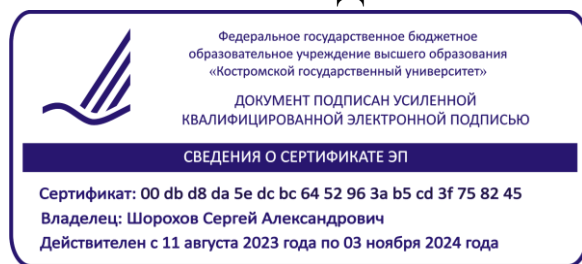 Федеральное государственное бюджетное
образовательное учреждение высшего образования
«Костромской государственный университет»
ДОКУМЕНТ ПОДПИСАН УСИЛЕННОЙ
КВАЛИФИЦИРОВАННОЙ ЭЛЕКТРОННОЙ ПОДПИСЬЮ
СВЕДЕНИЯ О СЕРТИФИКАТЕ ЭП
Сертификат: 00 db d8 da 5e dc bc 64 52 96 3a b5 cd 3f 75 82 45
Владелец: Шорохов Сергей Александрович
Действителен с 11 августа 2023 года по 03 ноября 2024 года